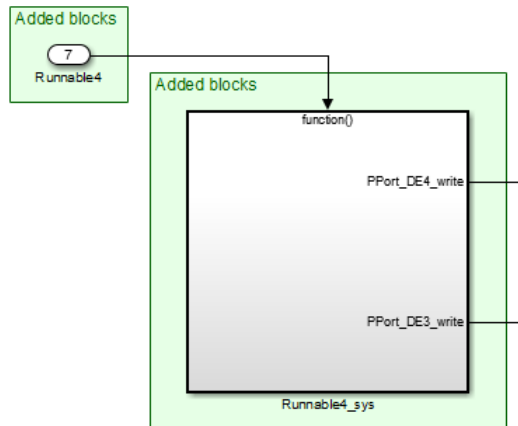 Added blocks
7
Runnable4
Added blocks
function()
PPort_DE4_write
PPort_DE3_write
Runnable4_sys